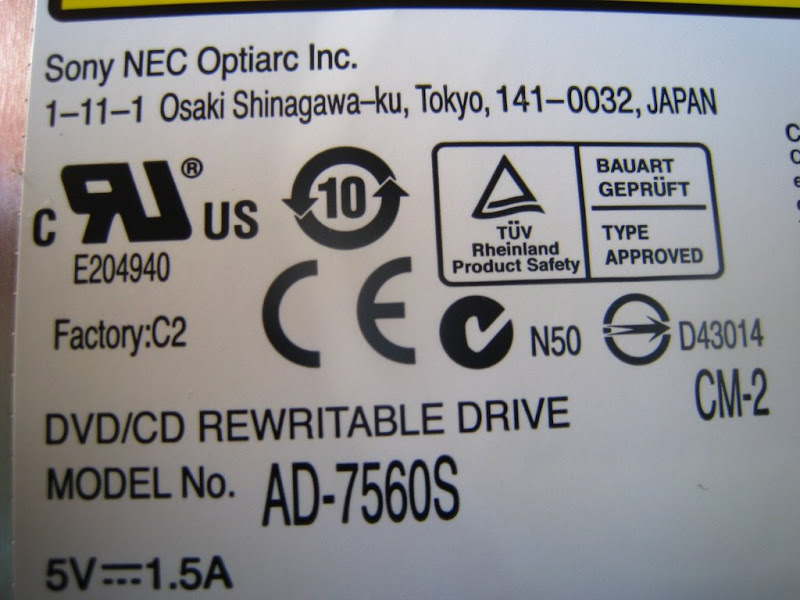 Sony NEC Optiarc Inc.
1-11-1 Osaki Shinagawa-ku, Tokyo, 141-0032, JAPAN
C RU® US
E204940
10
TÜV
Rheinland
Product Safety
BAUART
GEPRÜFT
TYPE
APPROVED
Factory:C2
CE
N50
D43014
CM-2
DVD/CD REWRITABLE DRIVE
MODEL No. AD-7560S
5V⎓1.5A